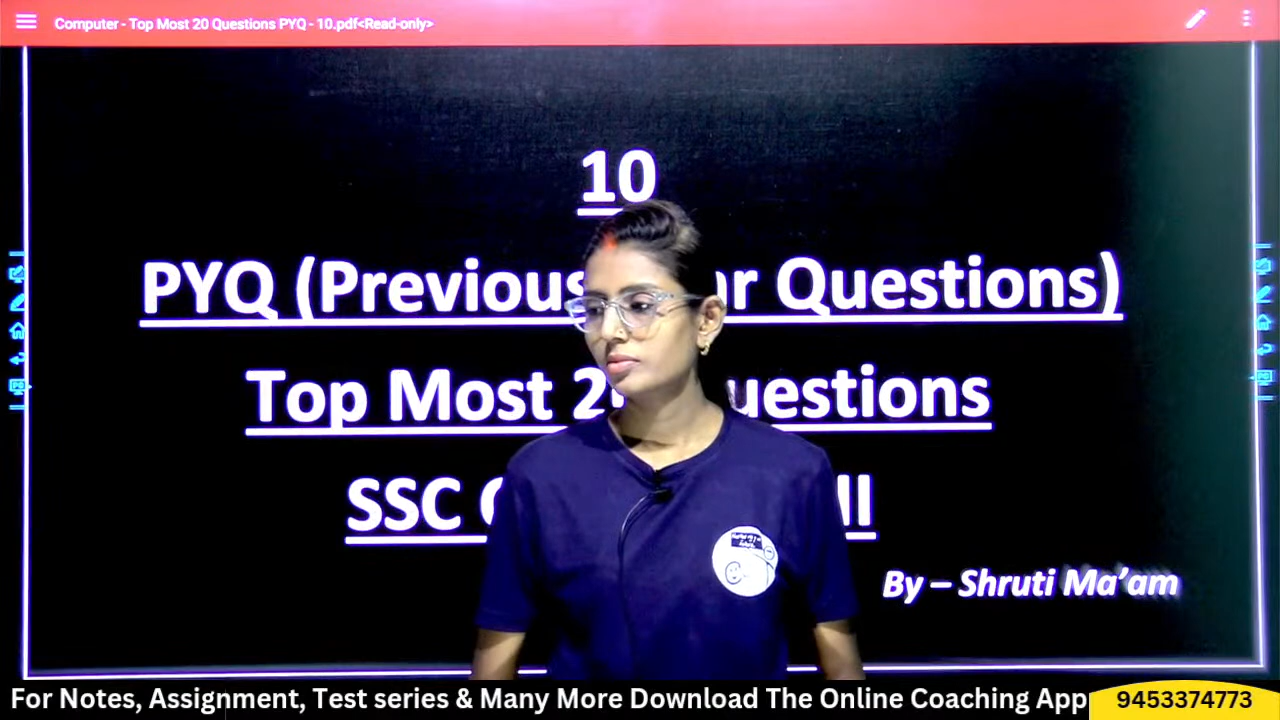 Computer - Top Most 20 Questions PYQ - 10.pdf<Read-only>
10
PYQ (Previous ar Questions)
Top Most 2 uestions
SSC II
By – Shruti Ma’am
For Notes, Assignment, Test series & Many More Download The Online Coaching App
9453374773